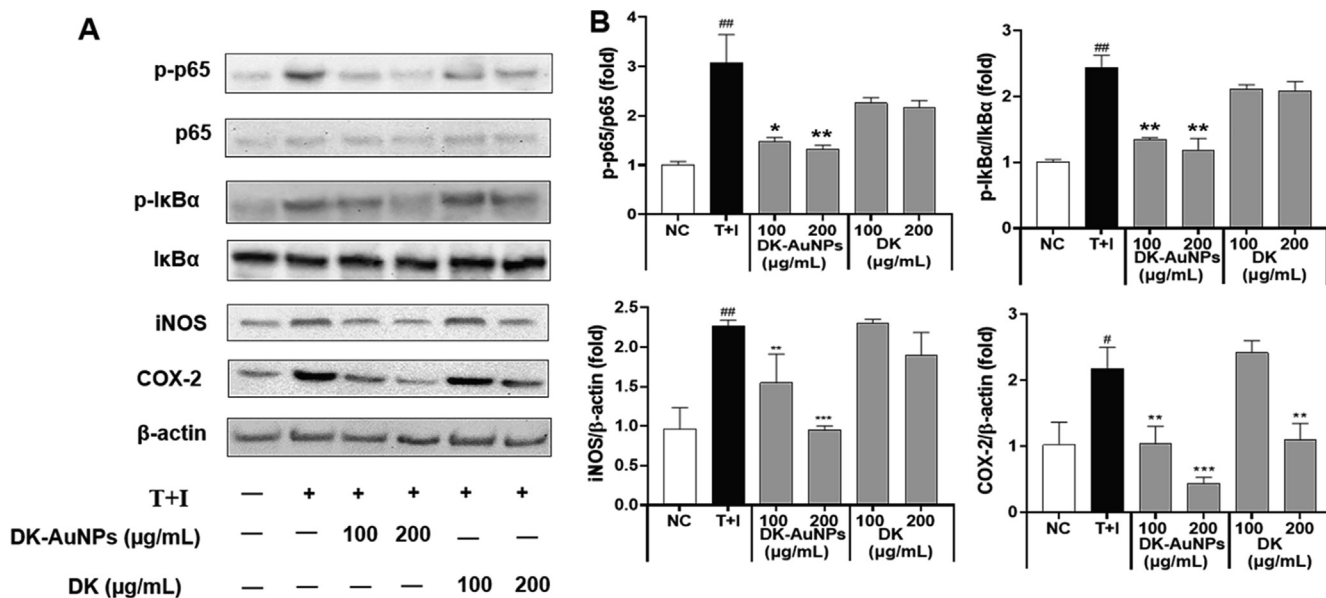 A
p-p65
p65
p-IκBα
IκBα
iNOS
COX-2
β-actin
T+I — + + + + +
DK-AuNPs (μg/mL) — — 100 200 — —
DK (μg/mL) — — — — 100 200
B
p-p65/p65 (fold)
4
3
2
1
0
##
*
**
NC T+I 100 200 100 200
DK-AuNPs DK
(μg/mL) (μg/mL)
p-IκBα/IκBα (fold)
3
2
1
0
##
**
**
NC T+I 100 200 100 200
DK-AuNPs DK
(μg/mL) (μg/mL)
iNOS/β-actin (fold)
2.5
2.0
1.5
1.0
0.5
0.0
##
**
***
NC T+I 100 200 100 200
DK-AuNPs DK
(μg/mL) (μg/mL)
COX-2/β-actin (fold)
3
2
1
0
#
**
***
**
NC T+I 100 200 100 200
DK-AuNPs DK
(μg/mL) (μg/mL)